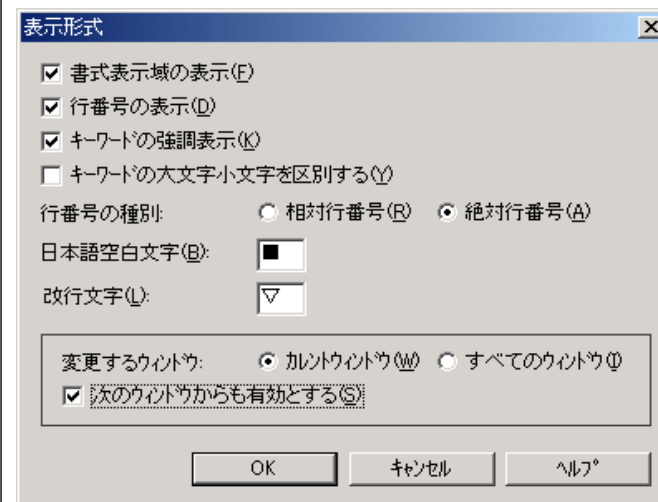 表示形式
書式表示域の表示(F)
行番号の表示(D)
ｷｰﾜｰﾄﾞの強調表示(K)
ｷｰﾜｰﾄﾞの大文字小文字を区別する(Y)
行番号の種別: 相対行番号(R) 絶対行番号(A)
日本語空白文字(B): ■
改行文字(L): ▽
変更するｳｨﾝﾄﾞｳ: ｶﾚﾝﾄｳｨﾝﾄﾞｳ(W) すべてのｳｨﾝﾄﾞｳ(I)
次のｳｨﾝﾄﾞｳからも有効とする(S)
OK ｷｬﾝｾﾙ ﾍﾙﾌﾟ